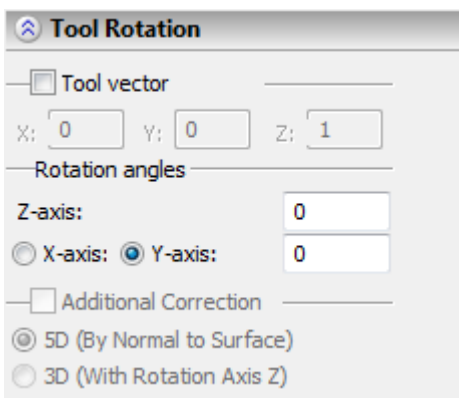 Tool Rotation
Tool vector
X: 0 Y: 0 Z: 1
Rotation angles
Z-axis: 0
X-axis: Y-axis: 0
Additional Correction
5D (By Normal to Surface)
3D (With Rotation Axis Z)